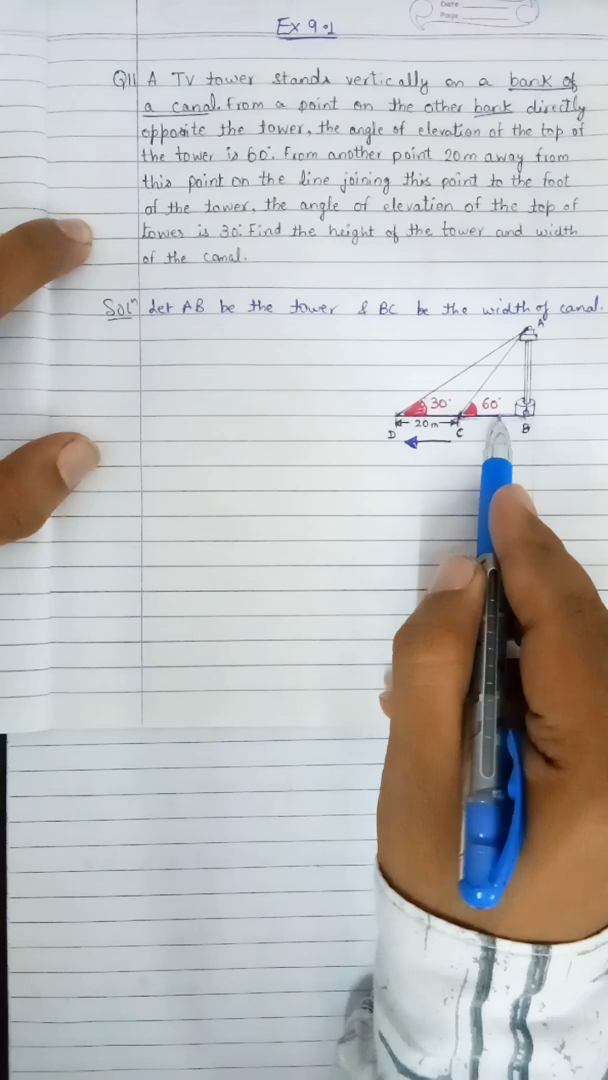 Date
Page
Ex 9.1
Q11 A TV tower stands vertically on a bank of
a canal. From a point on the other bank directly
opposite the tower, the angle of elevation of the top of
the tower is 60°. From another point 20m away from
this point on the line joining this point to the foot
of the tower, the angle of elevation of the top of
tower is 30°. Find the height of the tower and width
of the canal.
Solⁿ Let AB be the tower & BC be the width of canal.
A
30° 60°
20m
D C B